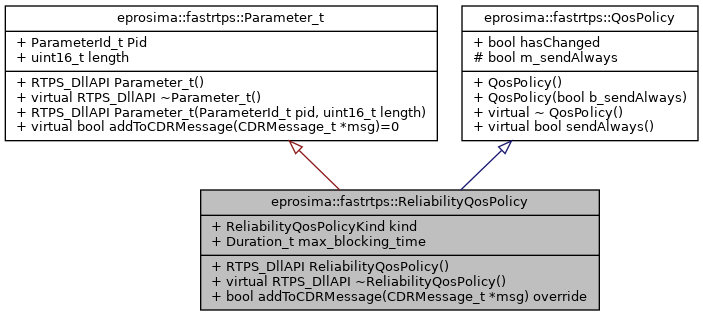 eprosima::fastrtps::Parameter_t
+ ParameterId_t Pid
+ uint16_t length
+ RTPS_DllAPI Parameter_t()
+ virtual RTPS_DllAPI ~Parameter_t()
+ RTPS_DllAPI Parameter_t(ParameterId_t pid, uint16_t length)
+ virtual bool addToCDRMessage(CDRMessage_t *msg)=0
eprosima::fastrtps::QosPolicy
+ bool hasChanged
# bool m_sendAlways
+ QosPolicy()
+ QosPolicy(bool b_sendAlways)
+ virtual ~ QosPolicy()
+ virtual bool sendAlways()
eprosima::fastrtps::ReliabilityQosPolicy
+ ReliabilityQosPolicyKind kind
+ Duration_t max_blocking_time
+ RTPS_DllAPI ReliabilityQosPolicy()
+ virtual RTPS_DllAPI ~ReliabilityQosPolicy()
+ bool addToCDRMessage(CDRMessage_t *msg) override